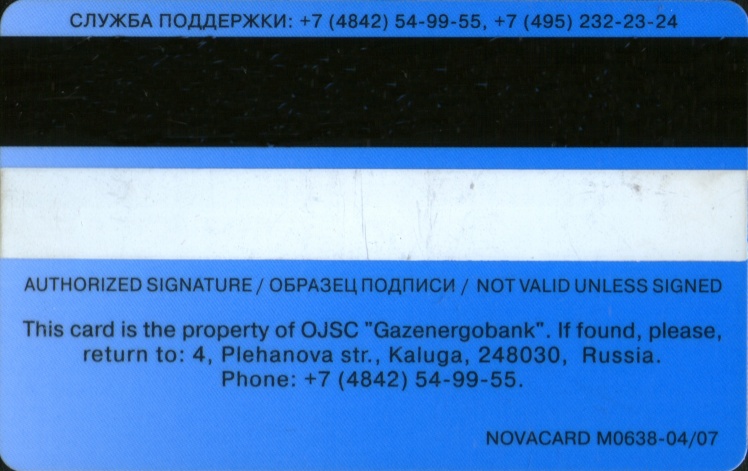 СЛУЖБА ПОДДЕРЖКИ: +7 (4842) 54-99-55, +7 (495) 232-23-24
AUTHORIZED SIGNATURE / ОБРАЗЕЦ ПОДПИСИ / NOT VALID UNLESS SIGNED
This card is the property of OJSC "Gazenergobank". If found, please,
return to: 4, Plehanova str., Kaluga, 248030, Russia.
Phone: +7 (4842) 54-99-55.
NOVACARD M0638-04/07